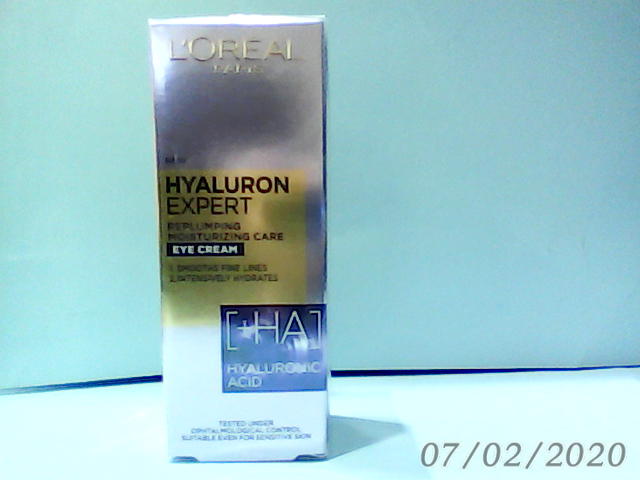 L'ORÉAL
PARIS
NEW
HYALURON
EXPERT
REPLUMPING
MOISTURIZING CARE
EYE CREAM
1. SMOOTHS FINE LINES
2. INTENSIVELY HYDRATES
[+HA]
HYALURONIC
ACID
TESTED UNDER
OPHTALMOLOGICAL CONTROL
SUITABLE EVEN FOR SENSITIVE SKIN
07/02/2020